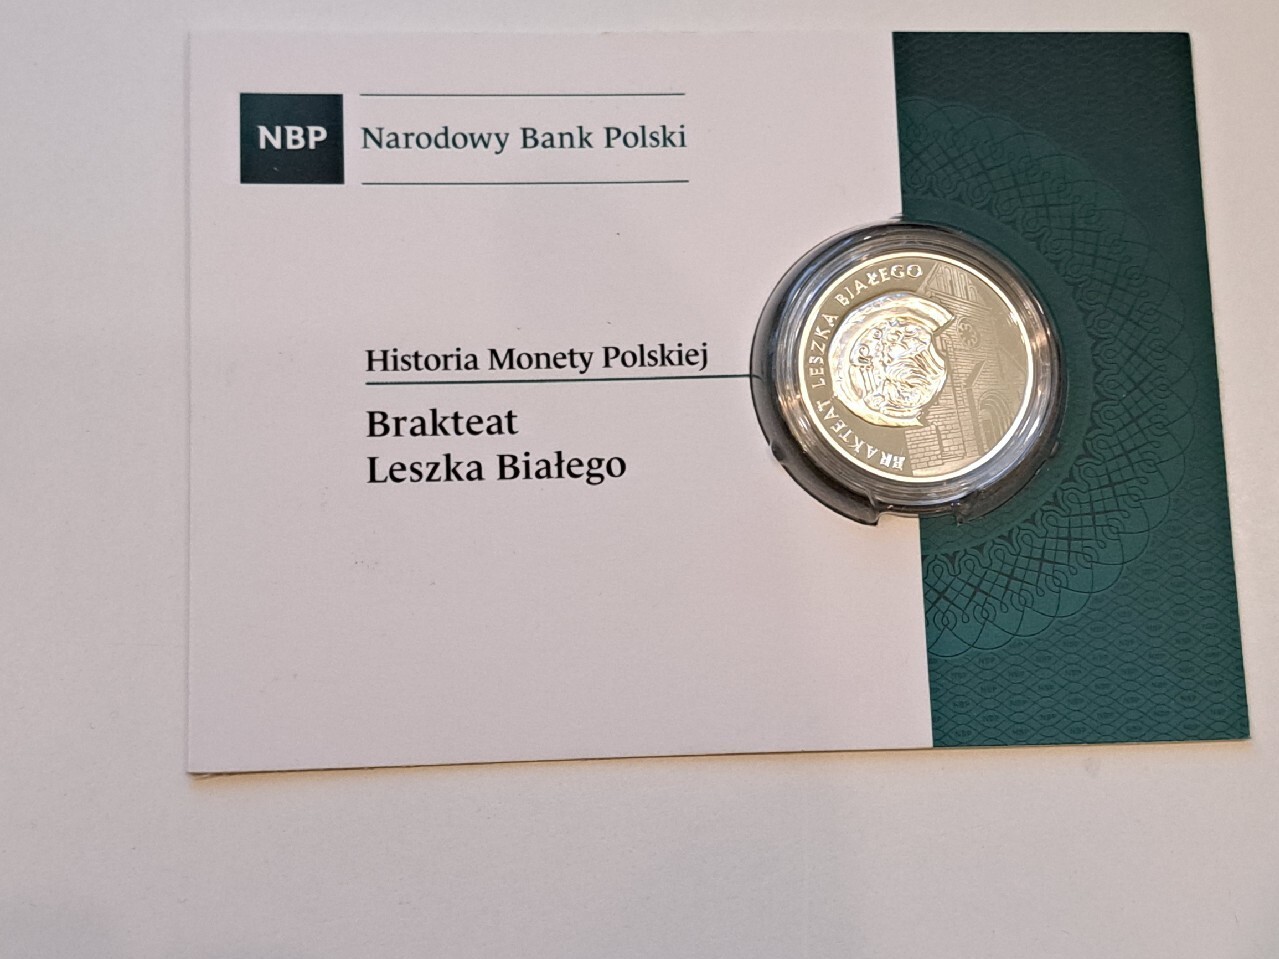 NBP
Narodowy Bank Polski
Historia Monety Polskiej
Brakteat
Leszka Białego
BRAKTEAT LESZKA BIAŁEGO